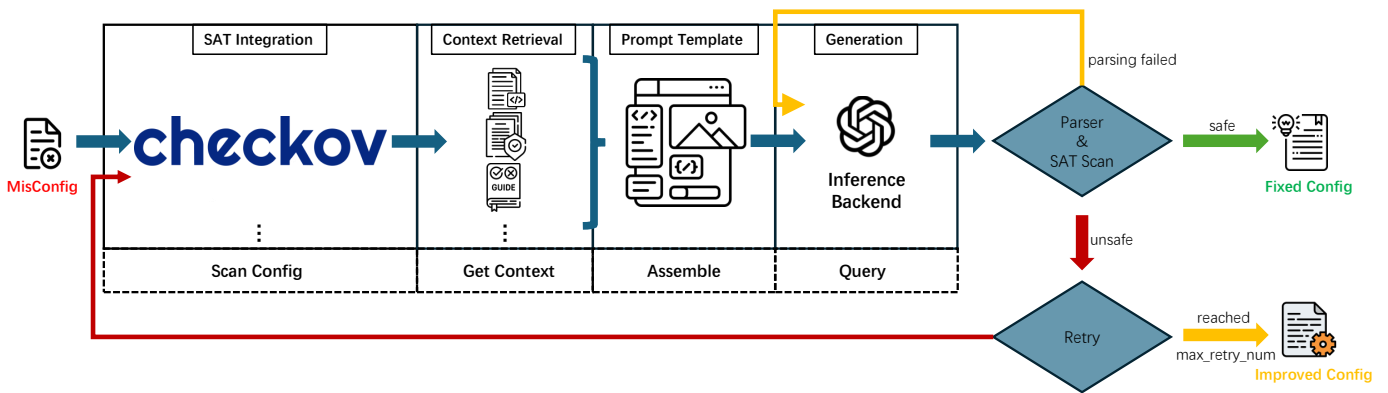 SAT Integration
Context Retrieval
Prompt Template
Generation
parsing failed
MisConfig
checkov
GUIDE
Inference
Backend
Parser
&
SAT Scan
safe
Fixed Config
unsafe
Scan Config
Get Context
Assemble
Query
Retry
reached
max_retry_num
Improved Config